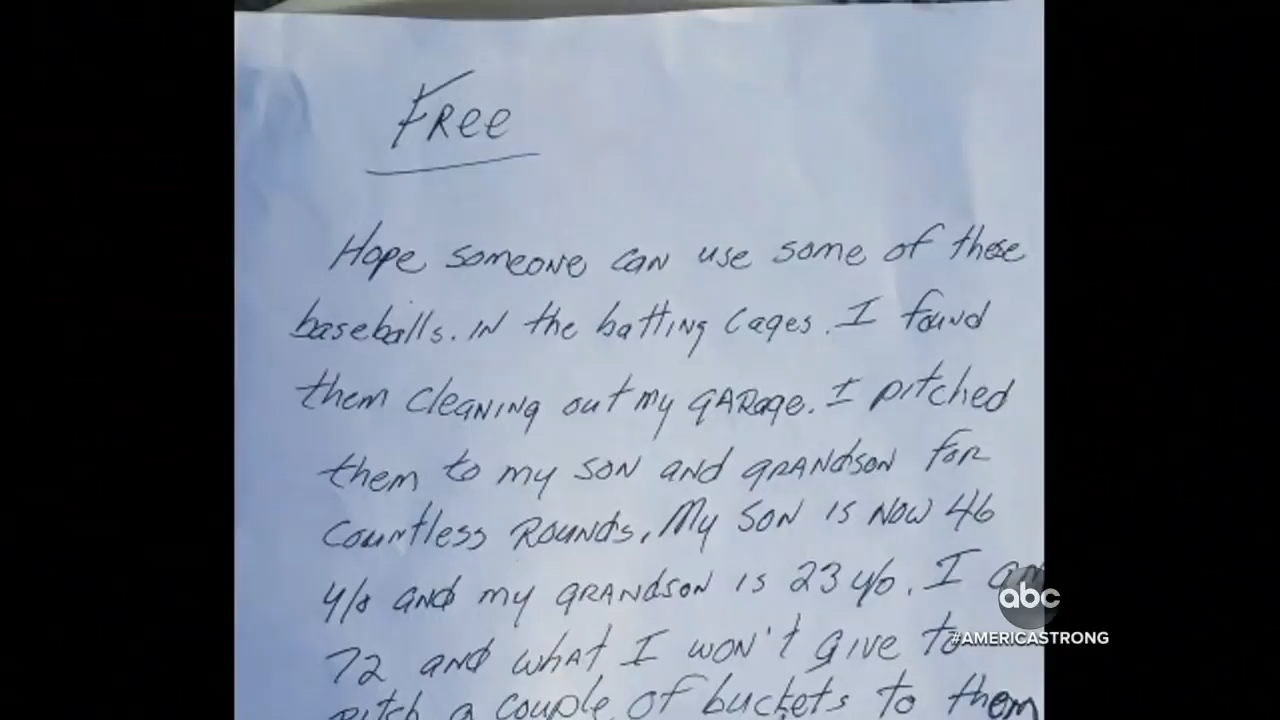 Free
Hope someone can use some of these
baseballs. IN the batting cages. I found
them cleaning out my garage. I pitched
them to my son and grandson for
countless rounds. My son is now 46
y/o and my grandson is 23 y/o. I am
72 and what I won't give to
pitch a couple of buckets to them
abc
#AMERICASTRONG